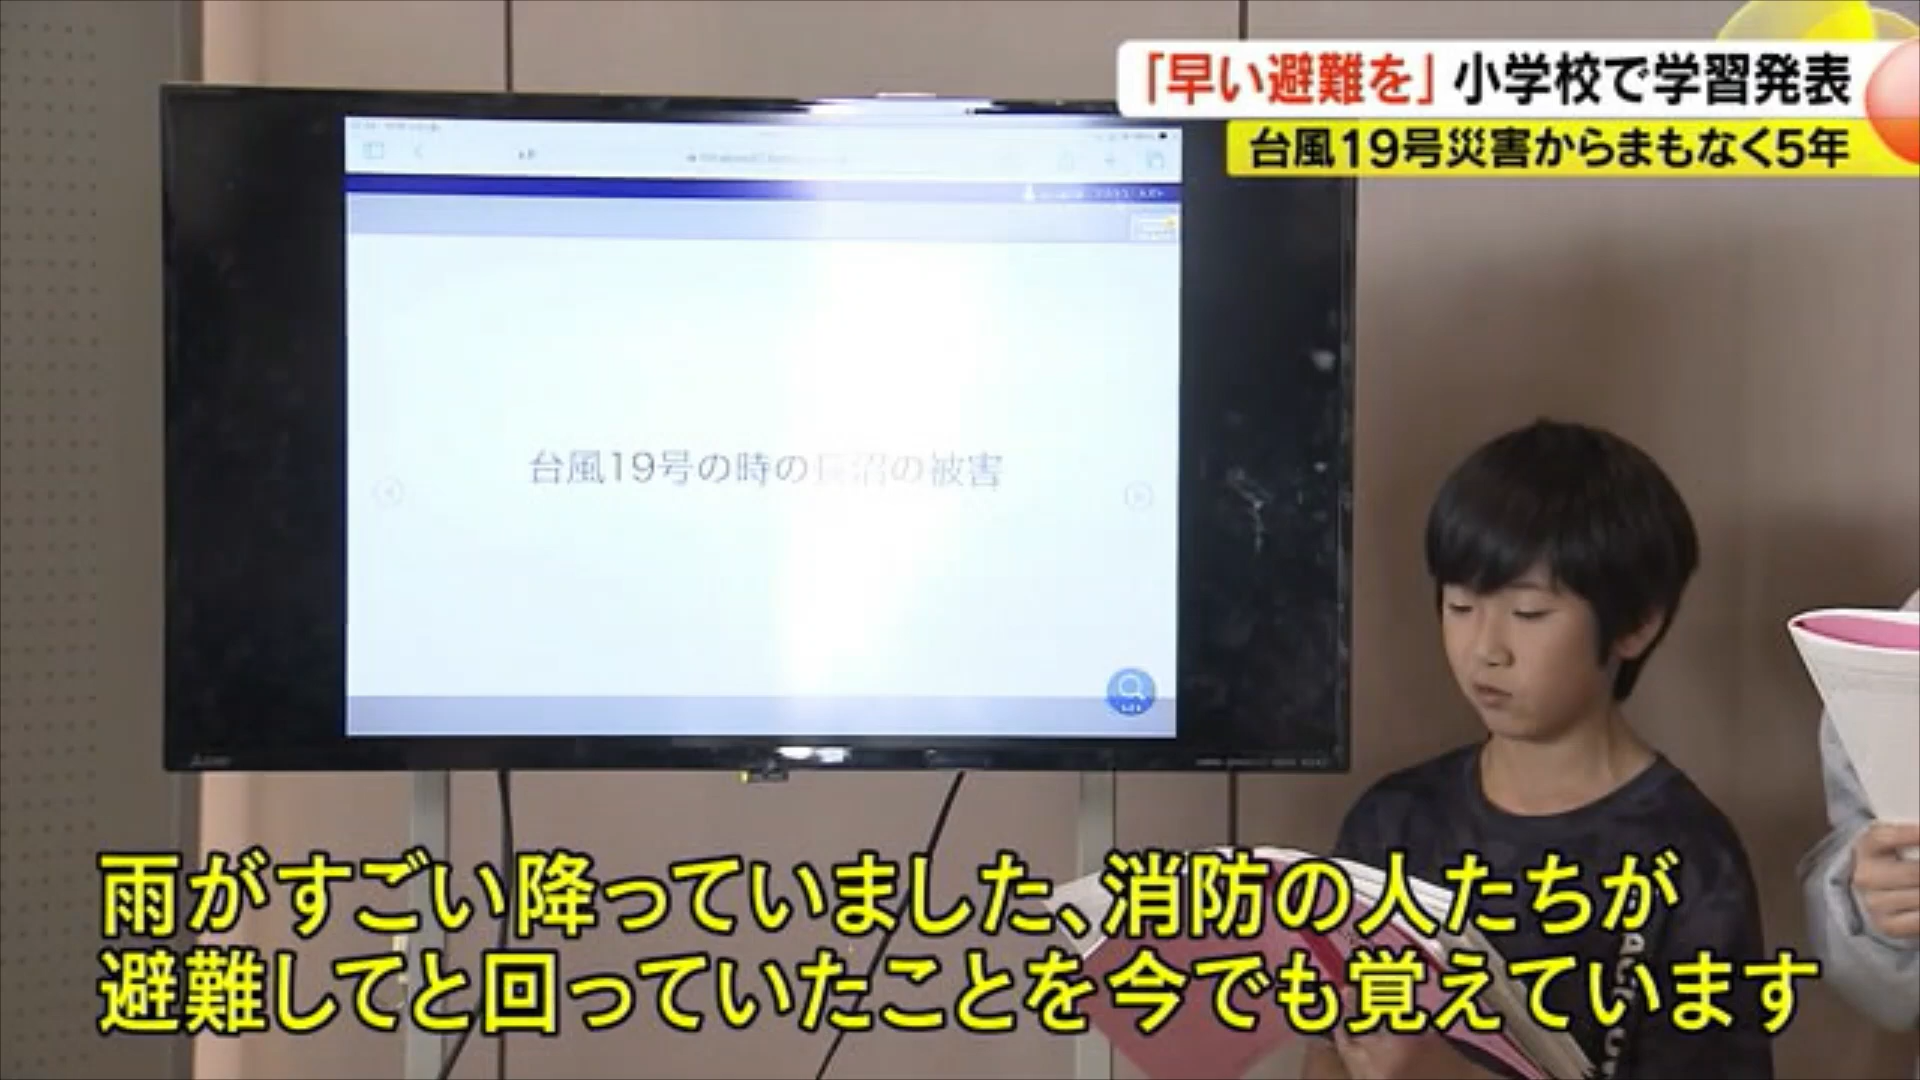 「早い避難を」小学校で学習発表
台風19号災害からまもなく5年
台風19号の時の長沼の被害
雨がすごい降っていました、消防の人たちが
避難してと回っていたことを今でも覚えています